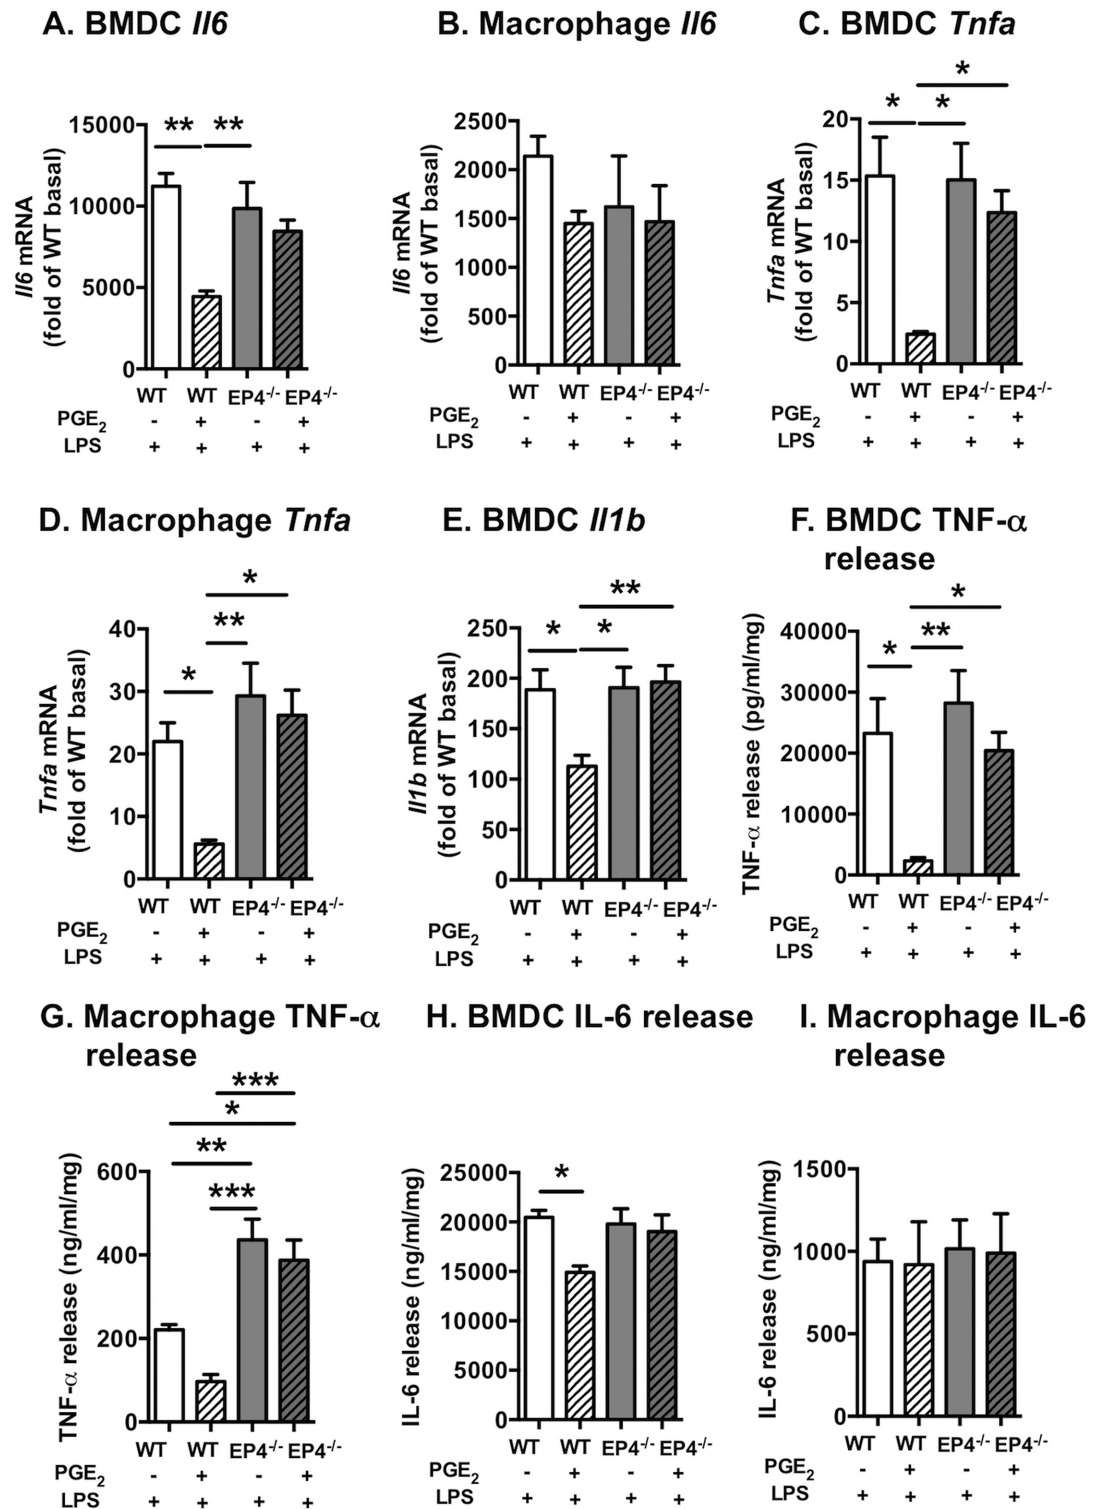 A. BMDC Il6
B. Macrophage Il6
C. BMDC Tnfa
Il6 mRNA
(fold of WT basal)
15000
10000
5000
0
** **
WT WT EP4-/- EP4-/-
PGE2 - + - +
LPS + + + +
Il6 mRNA
(fold of WT basal)
2500
2000
1500
1000
500
0
WT WT EP4-/- EP4-/-
PGE2 - + - +
LPS + + + +
Tnfa mRNA
(fold of WT basal)
20
15
10
5
0
*
* *
WT WT EP4-/- EP4-/-
PGE2 - + - +
LPS + + + +
D. Macrophage Tnfa
E. BMDC Il1b
F. BMDC TNF-α
release
Tnfa mRNA
(fold of WT basal)
40
30
20
10
0
*
**
*
WT WT EP4-/- EP4-/-
PGE2 - + - +
LPS + + + +
Il1b mRNA
(fold of WT basal)
250
200
150
100
50
0
**
* *
WT WT EP4-/- EP4-/-
PGE2 - + - +
LPS + + + +
TNF-α release (pg/ml/mg)
40000
30000
20000
10000
0
*
**
*
WT WT EP4-/- EP4-/-
PGE2 - + - +
LPS + + + +
G. Macrophage TNF-α
release
H. BMDC IL-6 release
I. Macrophage IL-6
release
TNF-α release (ng/ml/mg)
600
400
200
0
***
*
**
***
WT WT EP4-/- EP4-/-
PGE2 - + - +
LPS + + + +
IL-6 release (ng/ml/mg)
25000
20000
15000
10000
5000
0
*
WT WT EP4-/- EP4-/-
PGE2 - + - +
LPS + + + +
IL-6 release (ng/ml/mg)
1500
1000
500
0
WT WT EP4-/- EP4-/-
PGE2 - + - +
LPS + + + +